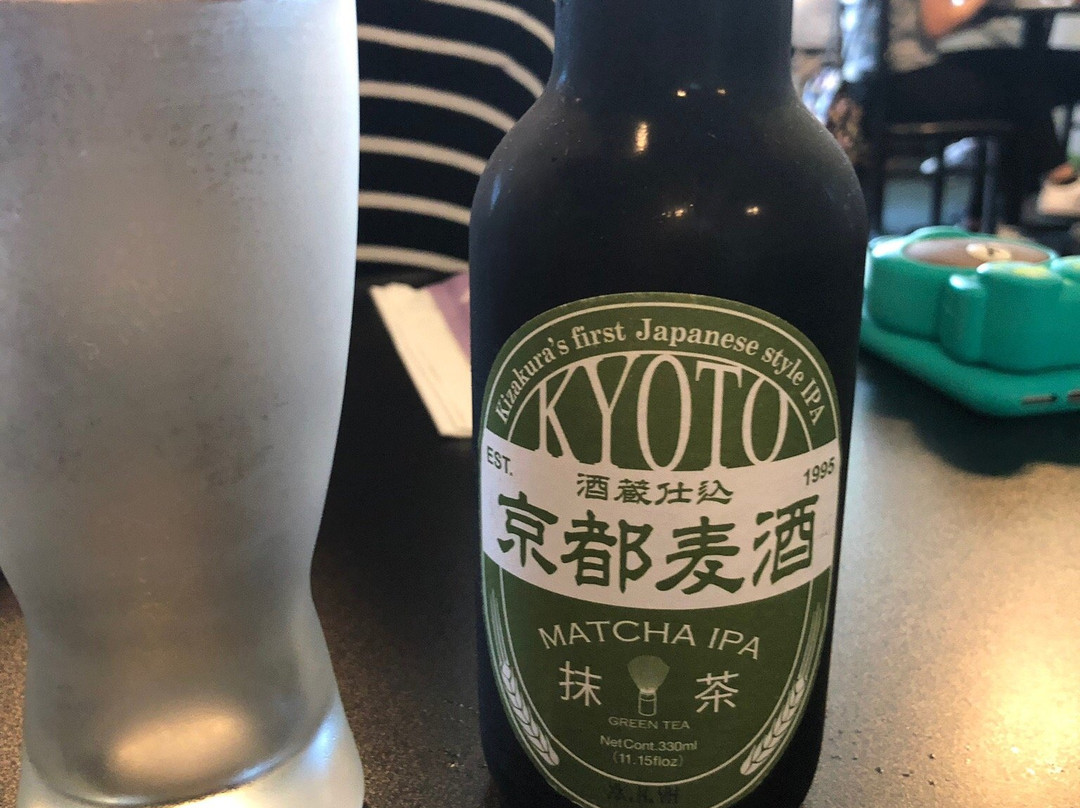 Kizakura's first Japanese style IPA
KYOTO
EST. 1995
酒蔵仕込
京都麦酒
MATCHA IPA
抹茶
GREEN TEA
Net Cont.330ml
(11.15floz)